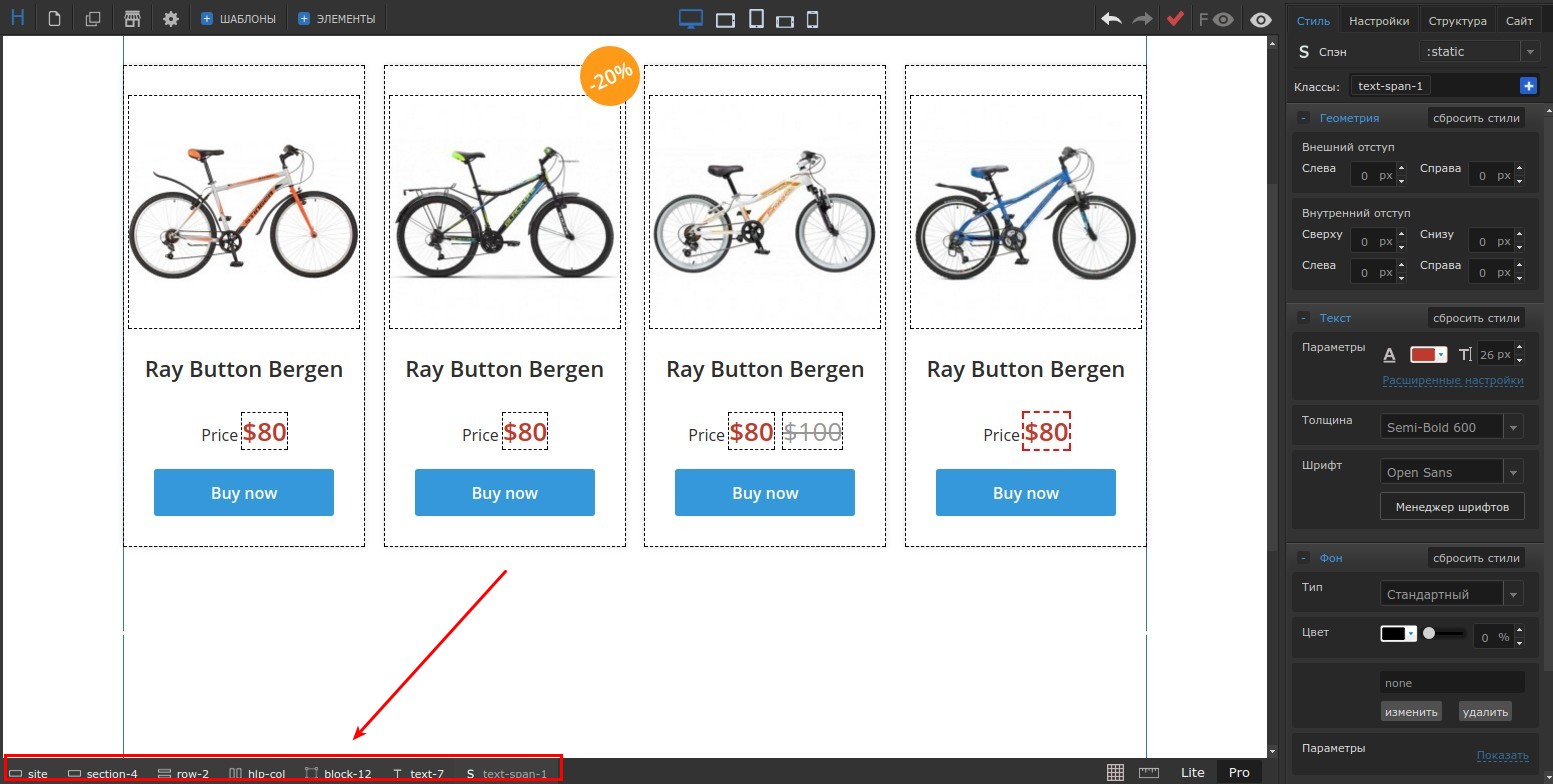 H ШАБЛОНЫ ЭЛЕМЕНТЫ F
Стиль Настройки Структура Сайт
S Спэн :static
Классы: text-span-1
- Геометрия сбросить стили
Внешний отступ
Слева 0 px Справа 0 px
Внутренний отступ
Сверху 0 px Снизу 0 px
Слева 0 px Справа 0 px
- Текст сбросить стили
Параметры A T 26 px
Расширенные настройки
Толщина Semi-Bold 600
Шрифт Open Sans
Менеджер шрифтов
- Фон сбросить стили
Тип Стандартный
Цвет 0 %
none
изменить удалить
Параметры Показать
-20%
Ray Button Bergen Ray Button Bergen Ray Button Bergen Ray Button Bergen
Price $80 Price $80 Price $80 $100 Price $80
Buy now Buy now Buy now Buy now
site section-4 row-2 hlp-col block-12 T text-7 S text-span-1 Lite Pro